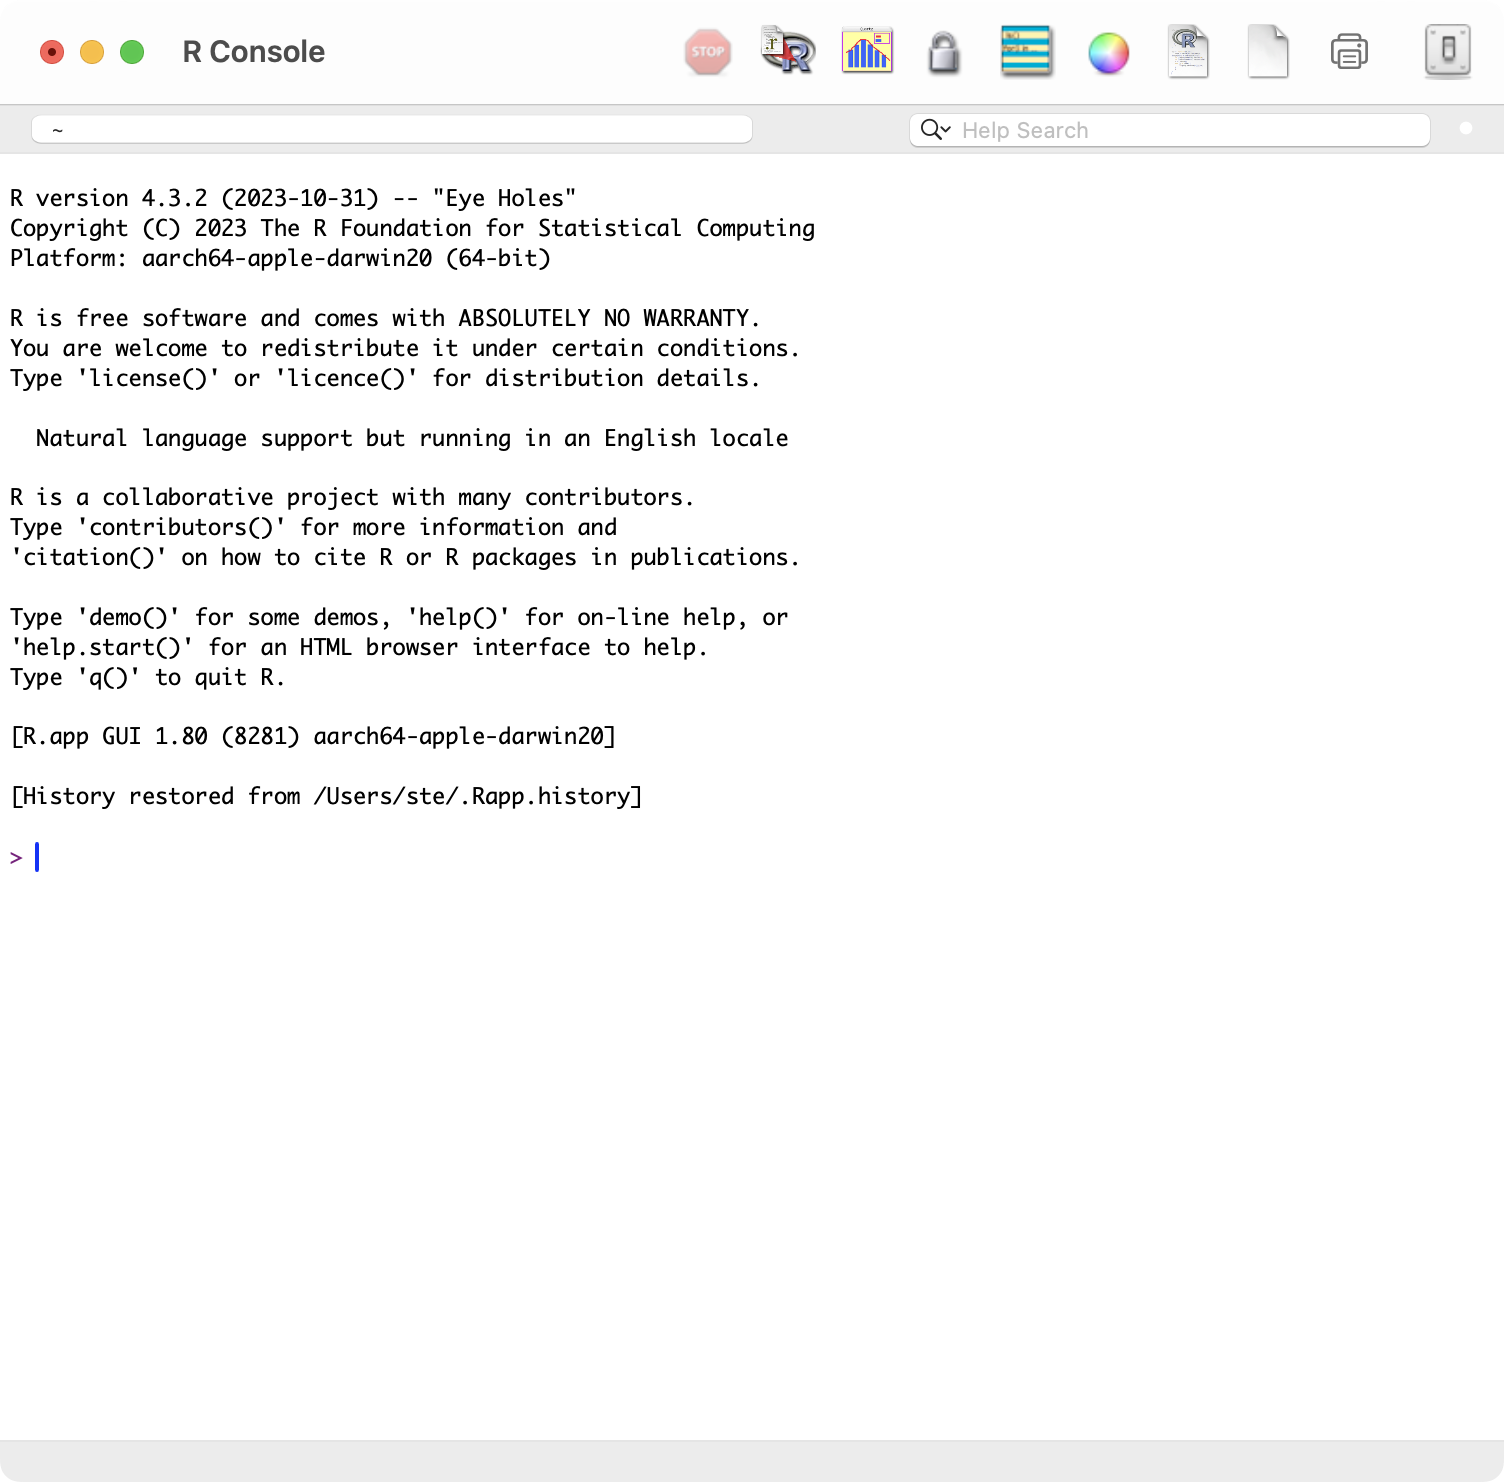 R Console
STOP
~
Help Search
R version 4.3.2 (2023-10-31) -- "Eye Holes"
Copyright (C) 2023 The R Foundation for Statistical Computing
Platform: aarch64-apple-darwin20 (64-bit)
R is free software and comes with ABSOLUTELY NO WARRANTY.
You are welcome to redistribute it under certain conditions.
Type 'license()' or 'licence()' for distribution details.
Natural language support but running in an English locale
R is a collaborative project with many contributors.
Type 'contributors()' for more information and
'citation()' on how to cite R or R packages in publications.
Type 'demo()' for some demos, 'help()' for on-line help, or
'help.start()' for an HTML browser interface to help.
Type 'q()' to quit R.
[R.app GUI 1.80 (8281) aarch64-apple-darwin20]
[History restored from /Users/ste/.Rapp.history]
>